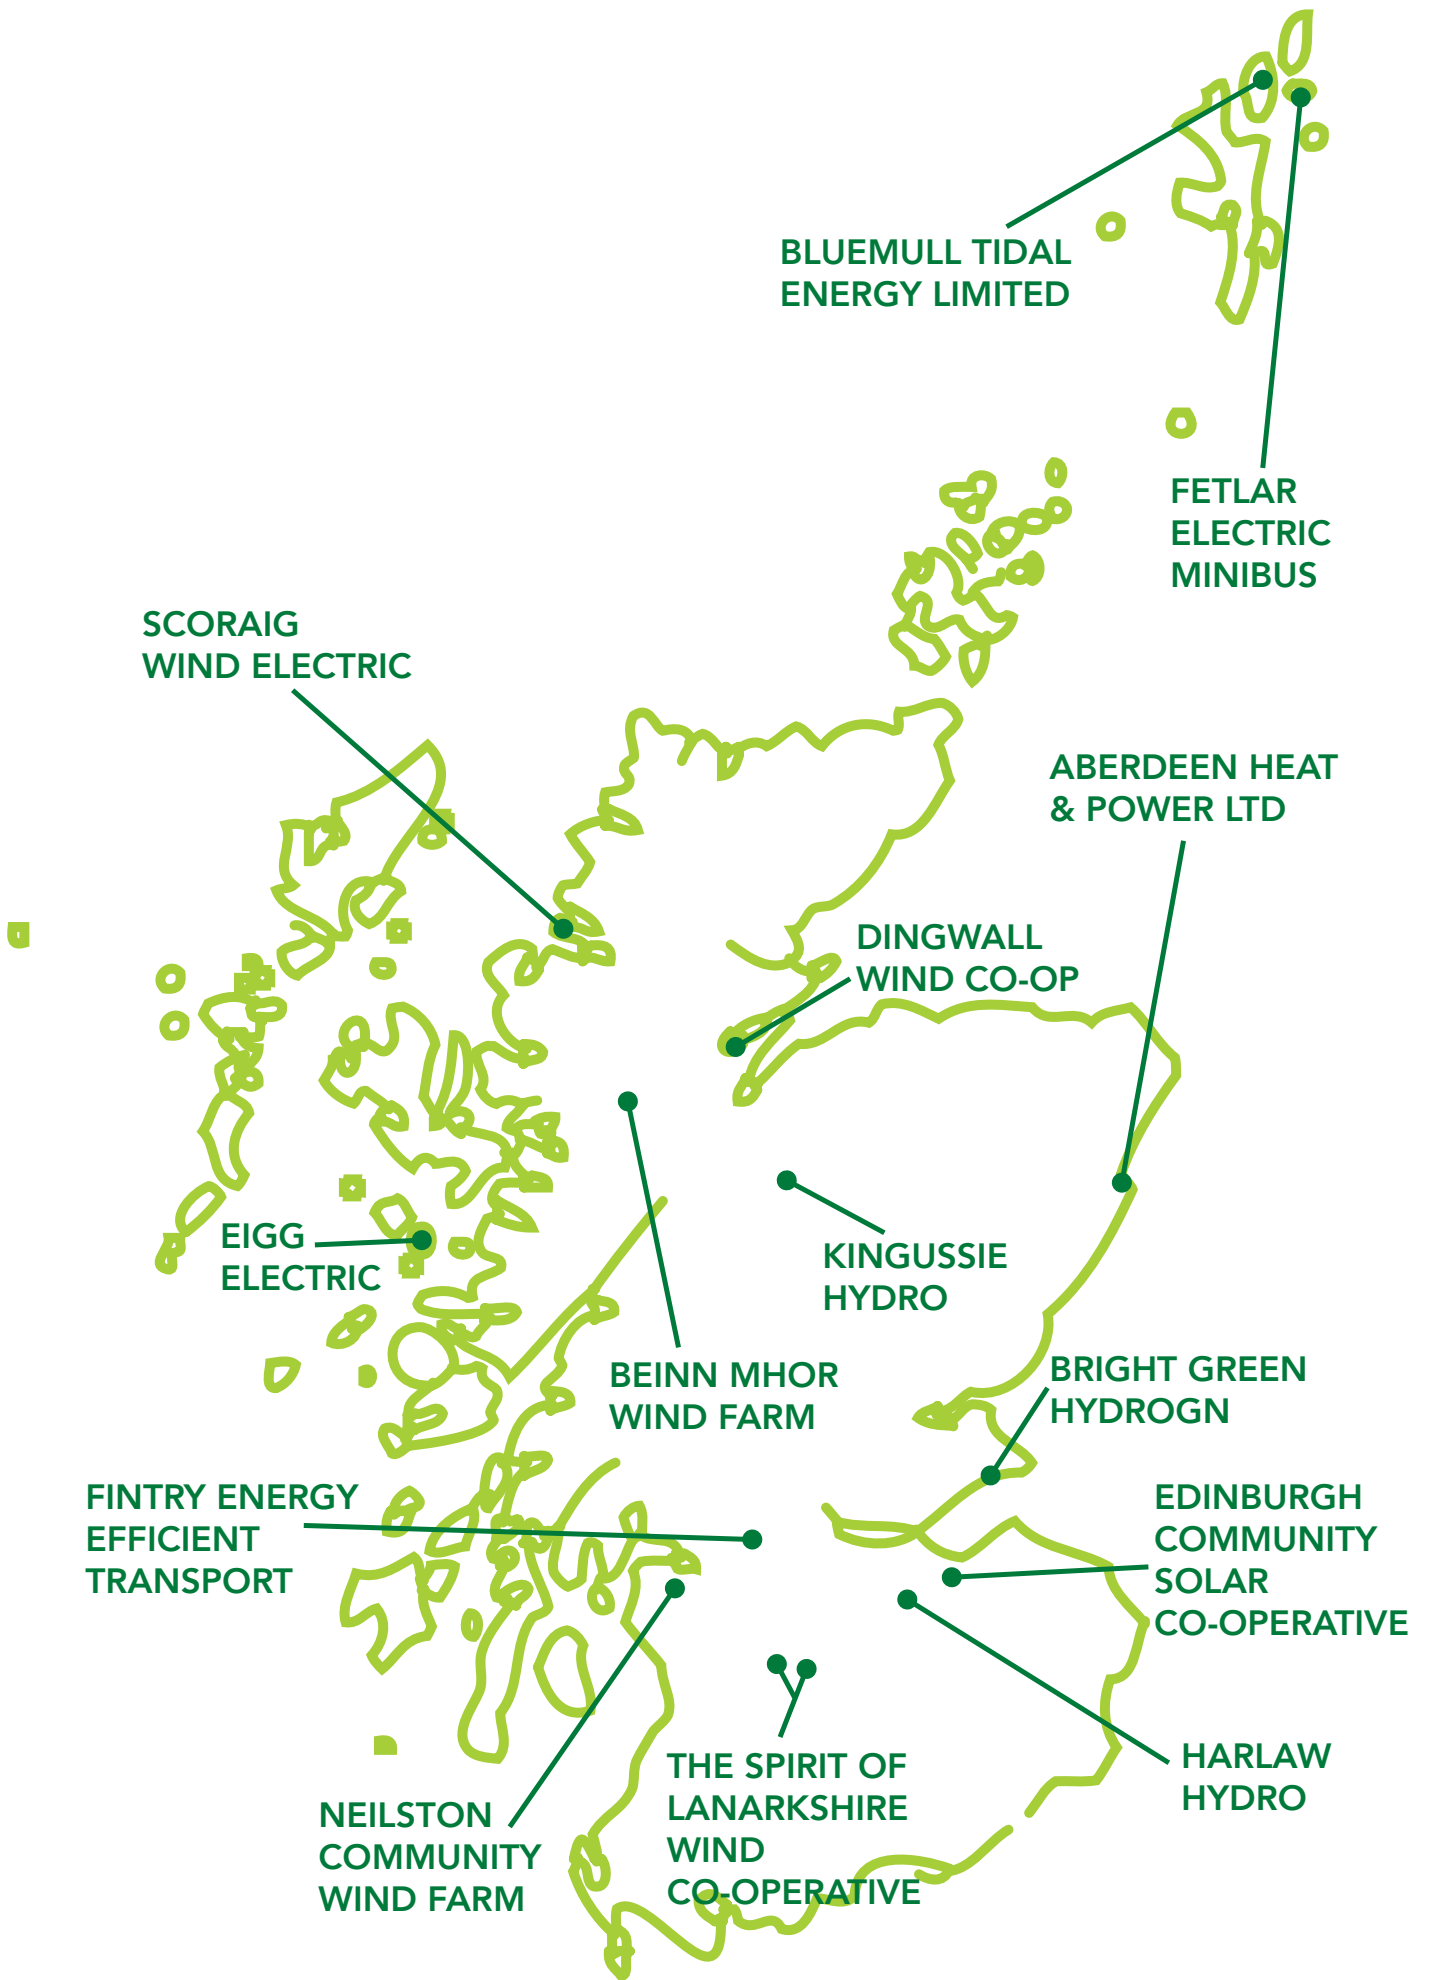 BLUEMULL TIDAL
ENERGY LIMITED
FETLAR
ELECTRIC
MINIBUS
SCORAIG
WIND ELECTRIC
ABERDEEN HEAT
& POWER LTD
DINGWALL
WIND CO-OP
EIGG
ELECTRIC
KINGUSSIE
HYDRO
BEINN MHOR
WIND FARM
BRIGHT GREEN
HYDROGN
FINTRY ENERGY
EFFICIENT
TRANSPORT
EDINBURGH
COMMUNITY
SOLAR
CO-OPERATIVE
HARLAW
HYDRO
THE SPIRIT OF
LANARKSHIRE
WIND
CO-OPERATIVE
NEILSTON
COMMUNITY
WIND FARM